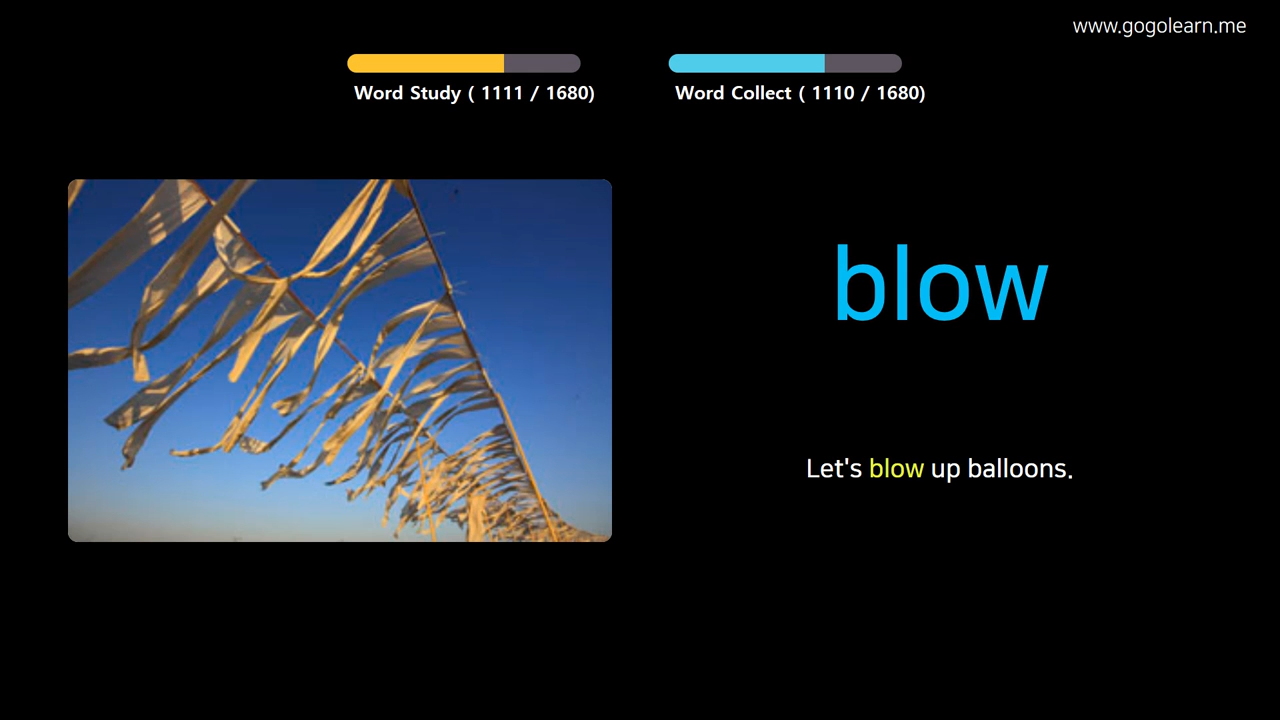 www.gogolearn.me
Word Study ( 1111 / 1680)
Word Collect ( 1110 / 1680)
blow
Let's blow up balloons.